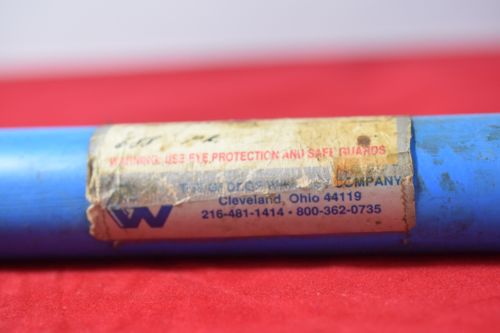 WARNING: USE EYE PROTECTION AND SAFE GUARDS
COMPANY
Cleveland, Ohio 44119
216-481-1414 • 800-362-0735
W